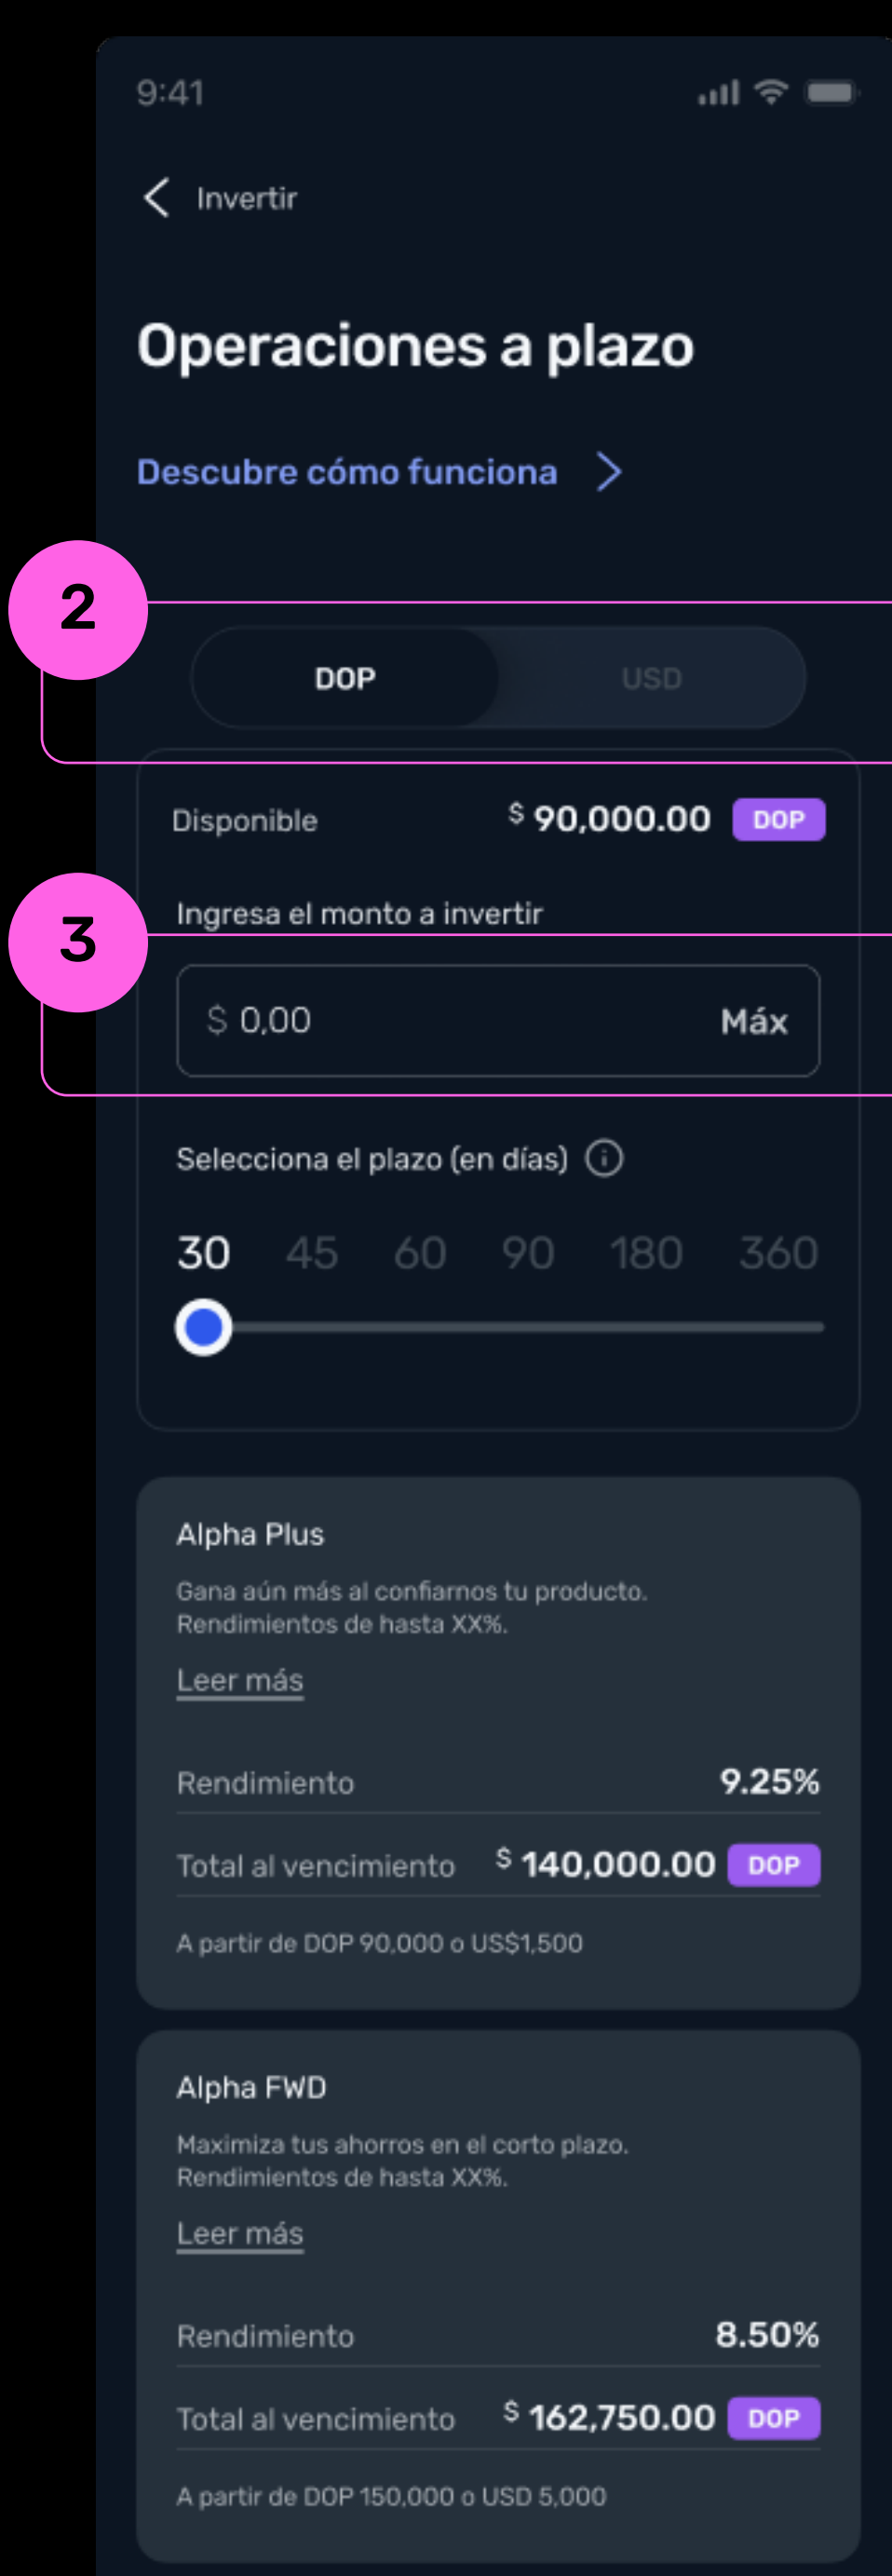 9:41
Invertir
Operaciones a plazo
Descubre cómo funciona
2
DOP USD
Disponible $ 90,000.00 DOP
Ingresa el monto a invertir
3
$ 0,00 Máx
Selecciona el plazo (en días) i
30 45 60 90 180 360
Alpha Plus
Gana aún más al confiarnos tu producto.
Rendimientos de hasta XX%.
Leer más
Rendimiento 9.25%
Total al vencimiento $ 140,000.00 DOP
A partir de DOP 90,000 o US$1,500
Alpha FWD
Maximiza tus ahorros en el corto plazo.
Rendimientos de hasta XX%.
Leer más
Rendimiento 8.50%
Total al vencimiento $ 162,750.00 DOP
A partir de DOP 150,000 o USD 5,000